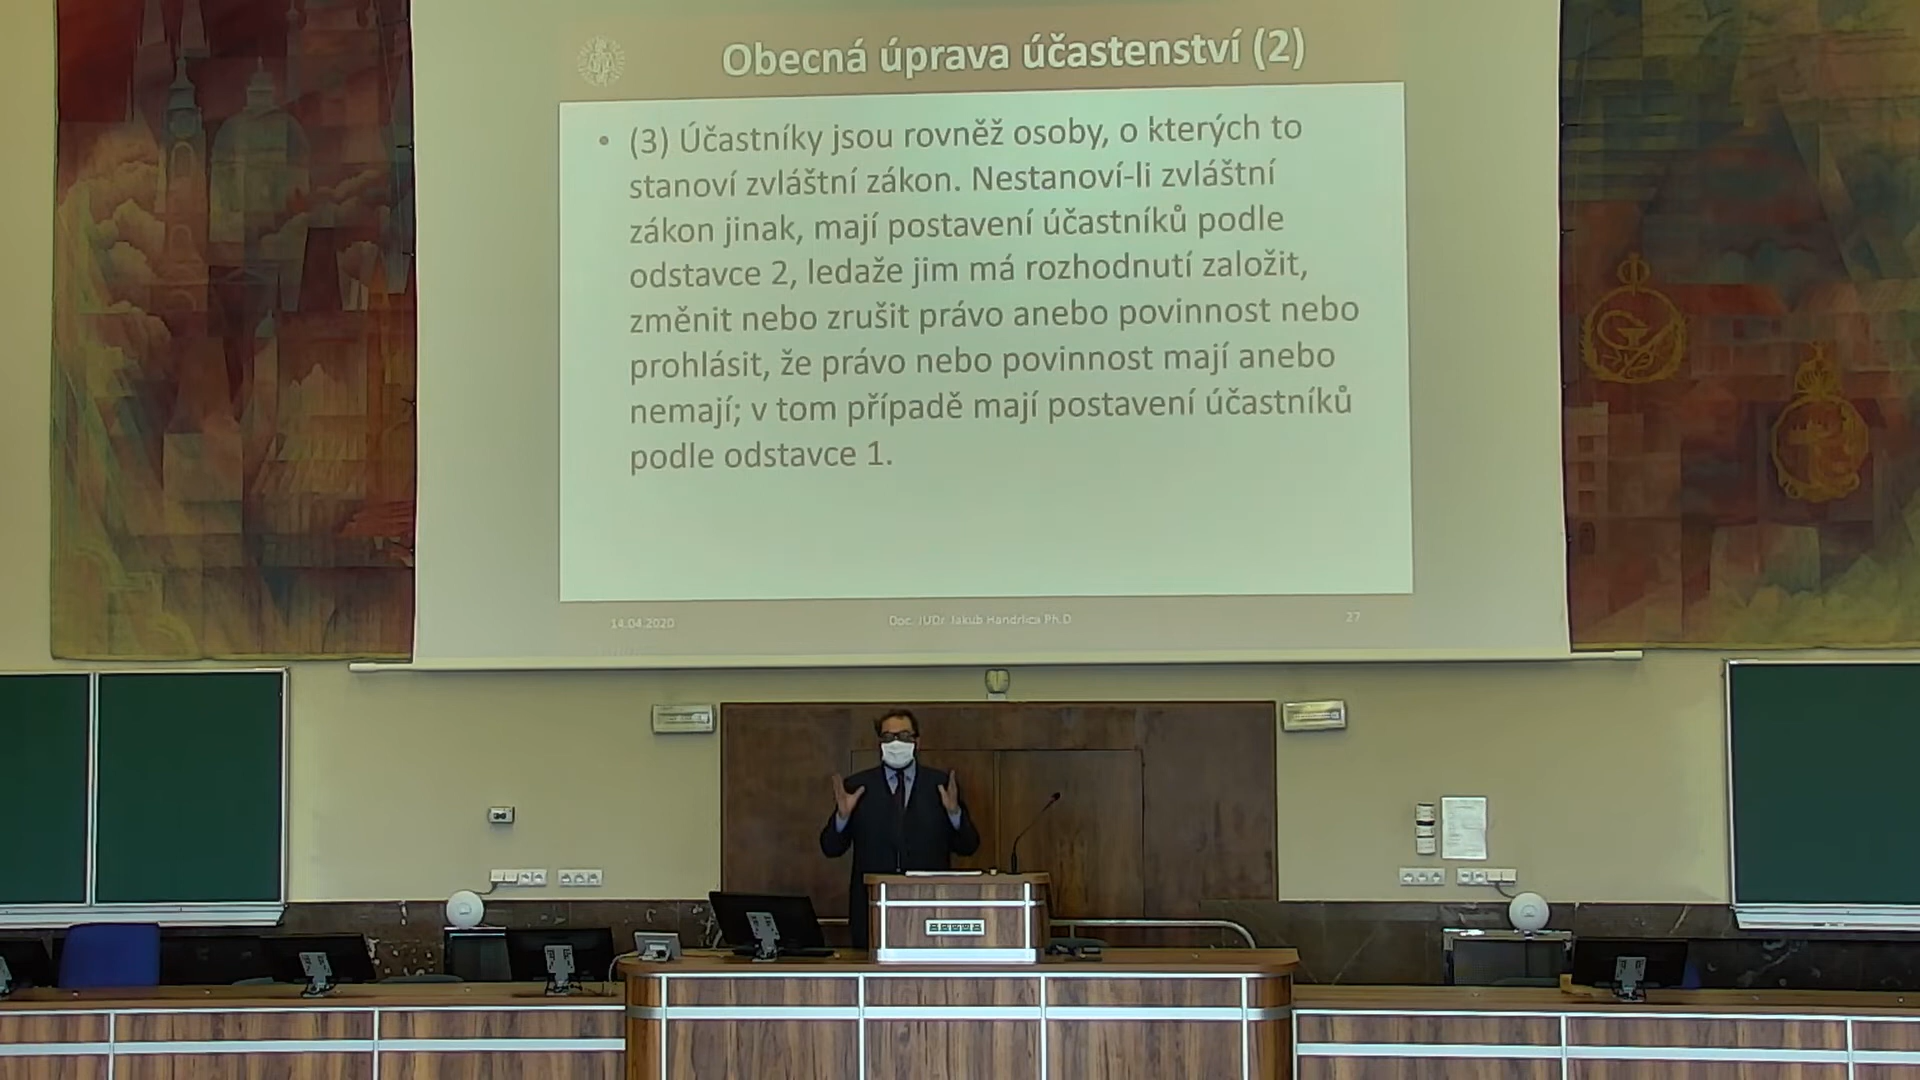 Obecná úprava účastenství (2)
• (3) Účastníky jsou rovněž osoby, o kterých to
stanoví zvláštní zákon. Nestanoví-li zvláštní
zákon jinak, mají postavení účastníků podle
odstavce 2, ledaže jim má rozhodnutí založit,
změnit nebo zrušit právo anebo povinnost nebo
prohlásit, že právo nebo povinnost mají anebo
nemají; v tom případě mají postavení účastníků
podle odstavce 1.
14.04.2020
Doc. JUDr. Jakub Handrlica Ph.D.
27